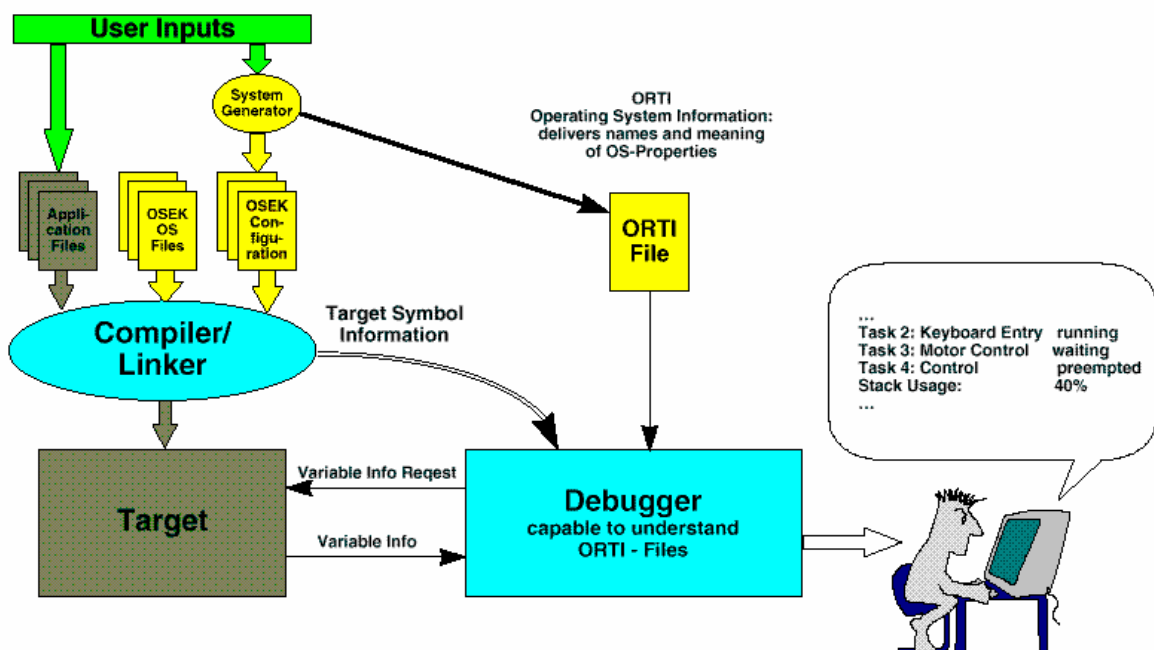 User Inputs
System
Generator
ORTI
Operating System Information:
delivers names and meaning
of OS-Properties
Appli-
cation
Files
OSEK
OS
Files
OSEK
Con-
figu-
ration
ORTI
File
Compiler/
Linker
Target Symbol
Information
...
Task 2: Keyboard Entry running
Task 3: Motor Control waiting
Task 4: Control preempted
Stack Usage: 40%
...
Target
Variable Info Reqest
Variable Info
Debugger
capable to understand
ORTI - Files